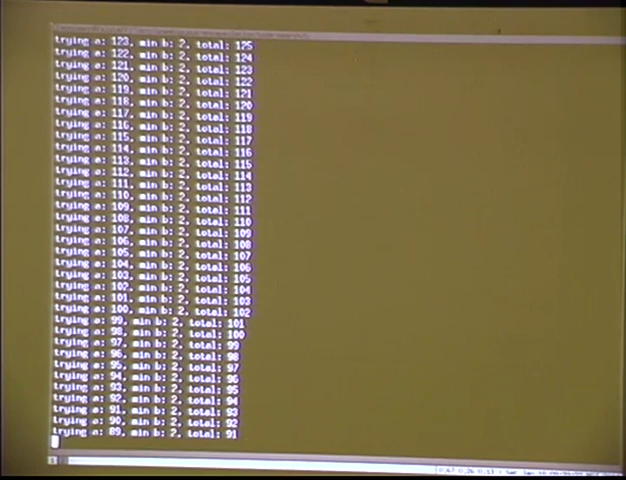 trying a: 123, min b: 2, total: 125
trying a: 122, min b: 2, total: 124
trying a: 121, min b: 2, total: 123
trying a: 120, min b: 2, total: 122
trying a: 119, min b: 2, total: 121
trying a: 118, min b: 2, total: 120
trying a: 117, min b: 2, total: 119
trying a: 116, min b: 2, total: 118
trying a: 115, min b: 2, total: 117
trying a: 114, min b: 2, total: 116
trying a: 113, min b: 2, total: 115
trying a: 112, min b: 2, total: 114
trying a: 111, min b: 2, total: 113
trying a: 110, min b: 2, total: 112
trying a: 109, min b: 2, total: 111
trying a: 108, min b: 2, total: 110
trying a: 107, min b: 2, total: 109
trying a: 106, min b: 2, total: 108
trying a: 105, min b: 2, total: 107
trying a: 104, min b: 2, total: 106
trying a: 103, min b: 2, total: 105
trying a: 102, min b: 2, total: 104
trying a: 101, min b: 2, total: 103
trying a: 100, min b: 2, total: 102
trying a: 99, min b: 2, total: 101
trying a: 98, min b: 2, total: 100
trying a: 97, min b: 2, total: 99
trying a: 96, min b: 2, total: 98
trying a: 95, min b: 2, total: 97
trying a: 94, min b: 2, total: 96
trying a: 93, min b: 2, total: 95
trying a: 92, min b: 2, total: 94
trying a: 91, min b: 2, total: 93
trying a: 90, min b: 2, total: 92
trying a: 89, min b: 2, total: 91